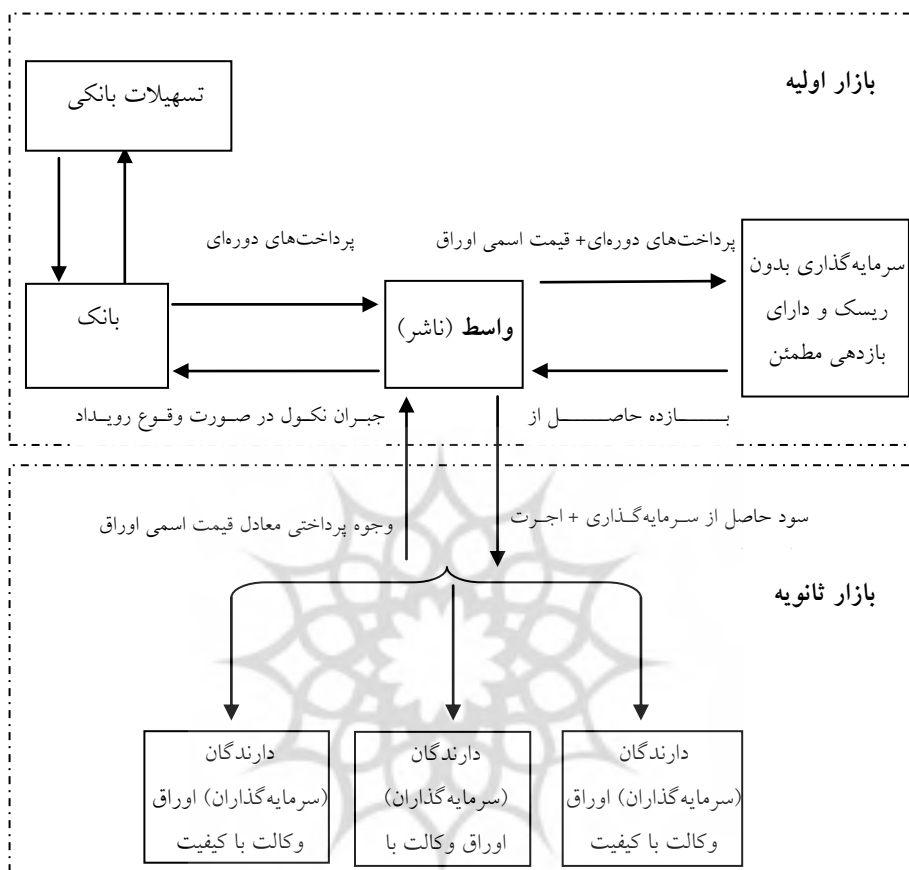 بازار اولیه
تسهیلات بانکی
پرداخت‌های دوره‌ای+ قیمت اسمی اوراق
پرداخت‌های دوره‌ای
سرمایه‌گذاری بدون
ریسک و دارای
بازدهی مطمئن
واسط (ناشر)
بانک
بازده حاصل از
جبران نکول در صورت وقوع رویداد
سود حاصل از سرمایه‌گذاری + اجرت
وجوه پرداختی معادل قیمت اسمی اوراق
بازار ثانویه
دارندگان
(سرمایه‌گذاران) اوراق
وکالت با کیفیت
دارندگان
(سرمایه‌گذاران)
اوراق وکالت با
دارندگان
(سرمایه‌گذاران) اوراق
وکالت با کیفیت